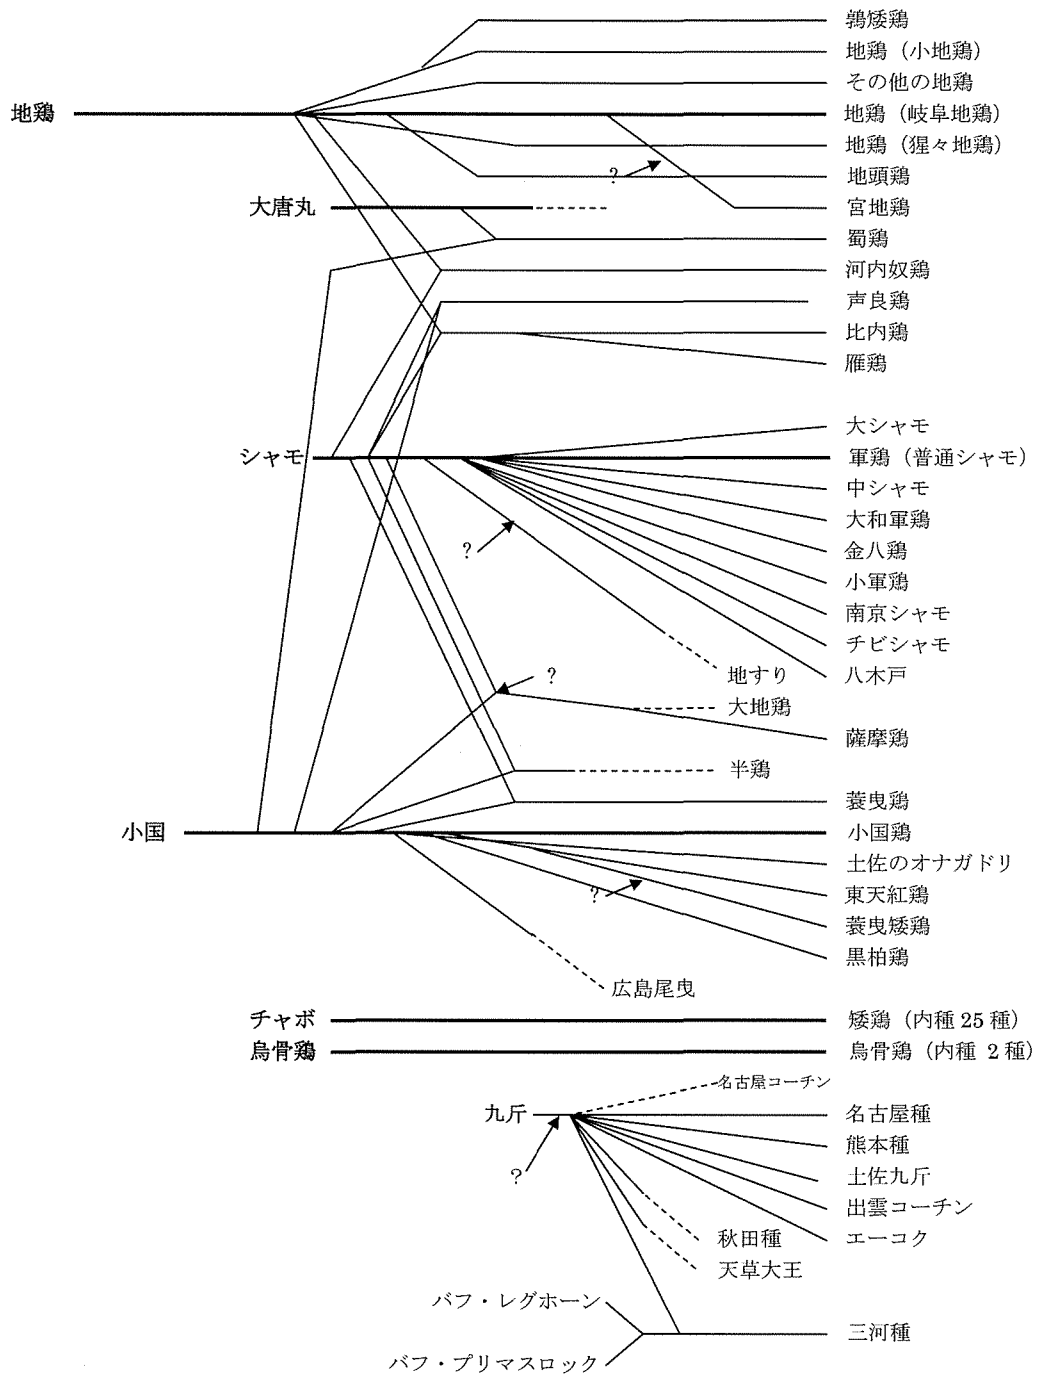 鶉矮鶏
地鶏（小地鶏）
その他の地鶏
地鶏
地鶏（岐阜地鶏）
地鶏（猩々地鶏）
?
地頭鶏
大唐丸
宮地鶏
蜀鶏
河内奴鶏
声良鶏
比内鶏
雁鶏
大シャモ
シャモ
軍鶏（普通シャモ）
中シャモ
大和軍鶏
?
金八鶏
小軍鶏
南京シャモ
チビシャモ
地すり
八木戸
?
大地鶏
薩摩鶏
半鶏
蓑曳鶏
小国
小国鶏
土佐のオナガドリ
?
東天紅鶏
蓑曳矮鶏
黒柏鶏
広島尾曳
チャボ
矮鶏（内種 25 種）
烏骨鶏
烏骨鶏（内種 2 種）
名古屋コーチン
九斤
名古屋種
熊本種
?
土佐九斤
出雲コーチン
秋田種
エーコク
天草大王
バフ・レグホーン
三河種
バフ・プリマスロック